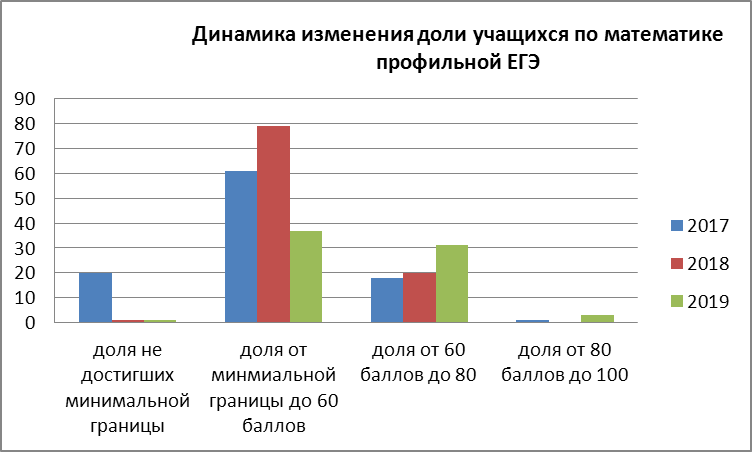 Динамика изменения доли учащихся по математике
профильной ЕГЭ
90
80
70
60
50
40
30
20
10
0
2017
2018
2019
доля не
достигших
минимальной
границы
доля от
минмиальной
границы до 60
баллов
доля от 60
баллов до 80
доля от 80
баллов до 100